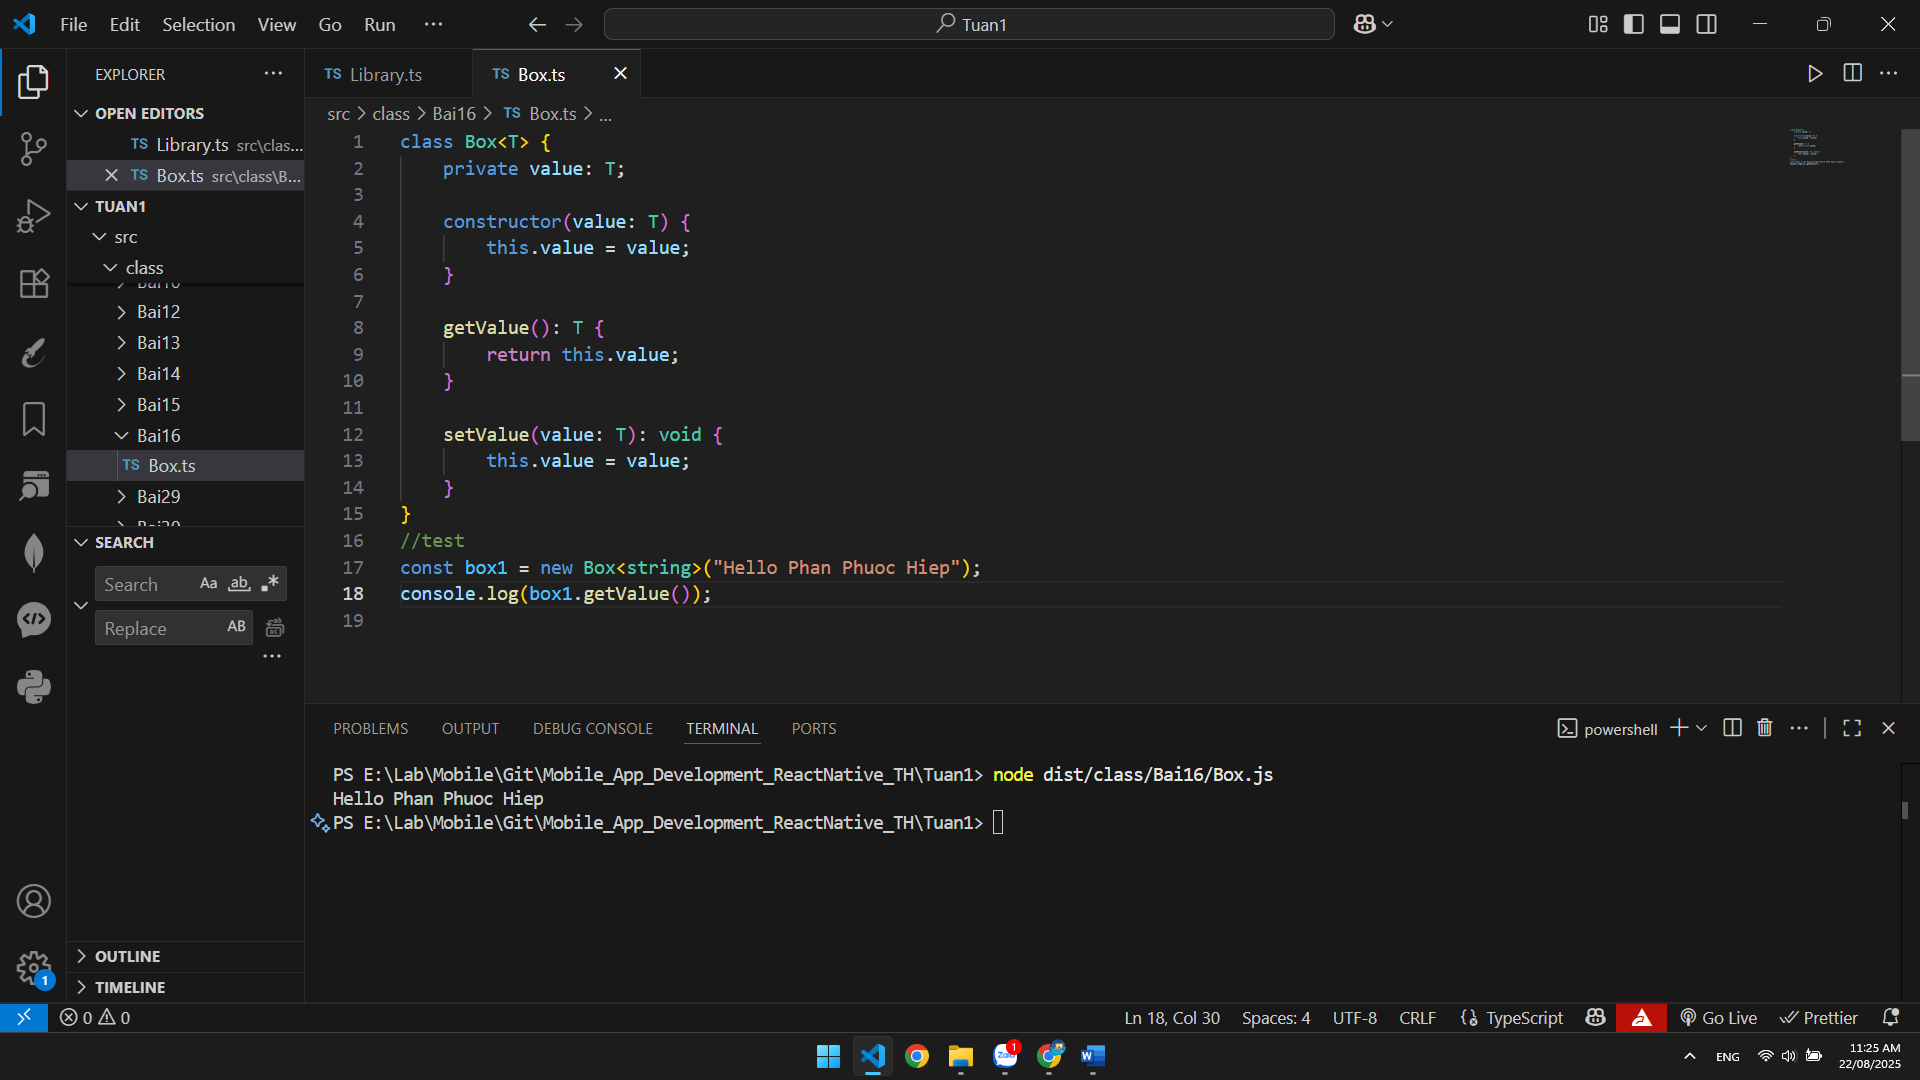 File Edit Selection View Go Run ... Tuan1
EXPLORER
OPEN EDITORS
TS Library.ts src\clas...
TS Box.ts src\class\B...
TUAN1
src
class
Bai12
Bai13
Bai14
Bai15
Bai16
TS Box.ts
Bai29
SEARCH
Search Aa ab .*
Replace AB
...
OUTLINE
TIMELINE
TS Library.ts TS Box.ts
src > class > Bai16 > TS Box.ts > ...
1 class Box<T> {
2 private value: T;
3
4 constructor(value: T) {
5 this.value = value;
6 }
7
8 getValue(): T {
9 return this.value;
10 }
11
12 setValue(value: T): void {
13 this.value = value;
14 }
15 }
16 //test
17 const box1 = new Box<string>("Hello Phan Phuoc Hiep");
18 console.log(box1.getValue());
19
PROBLEMS OUTPUT DEBUG CONSOLE TERMINAL PORTS powershell
PS E:\Lab\Mobile\Git\Mobile_App_Development_ReactNative_TH\Tuan1> node dist/class/Bai16/Box.js
Hello Phan Phuoc Hiep
PS E:\Lab\Mobile\Git\Mobile_App_Development_ReactNative_TH\Tuan1>
1
0 0 Ln 18, Col 30 Spaces: 4 UTF-8 CRLF {} TypeScript Go Live Prettier
Zalo 1 W ENG 11:25 AM
22/08/2025